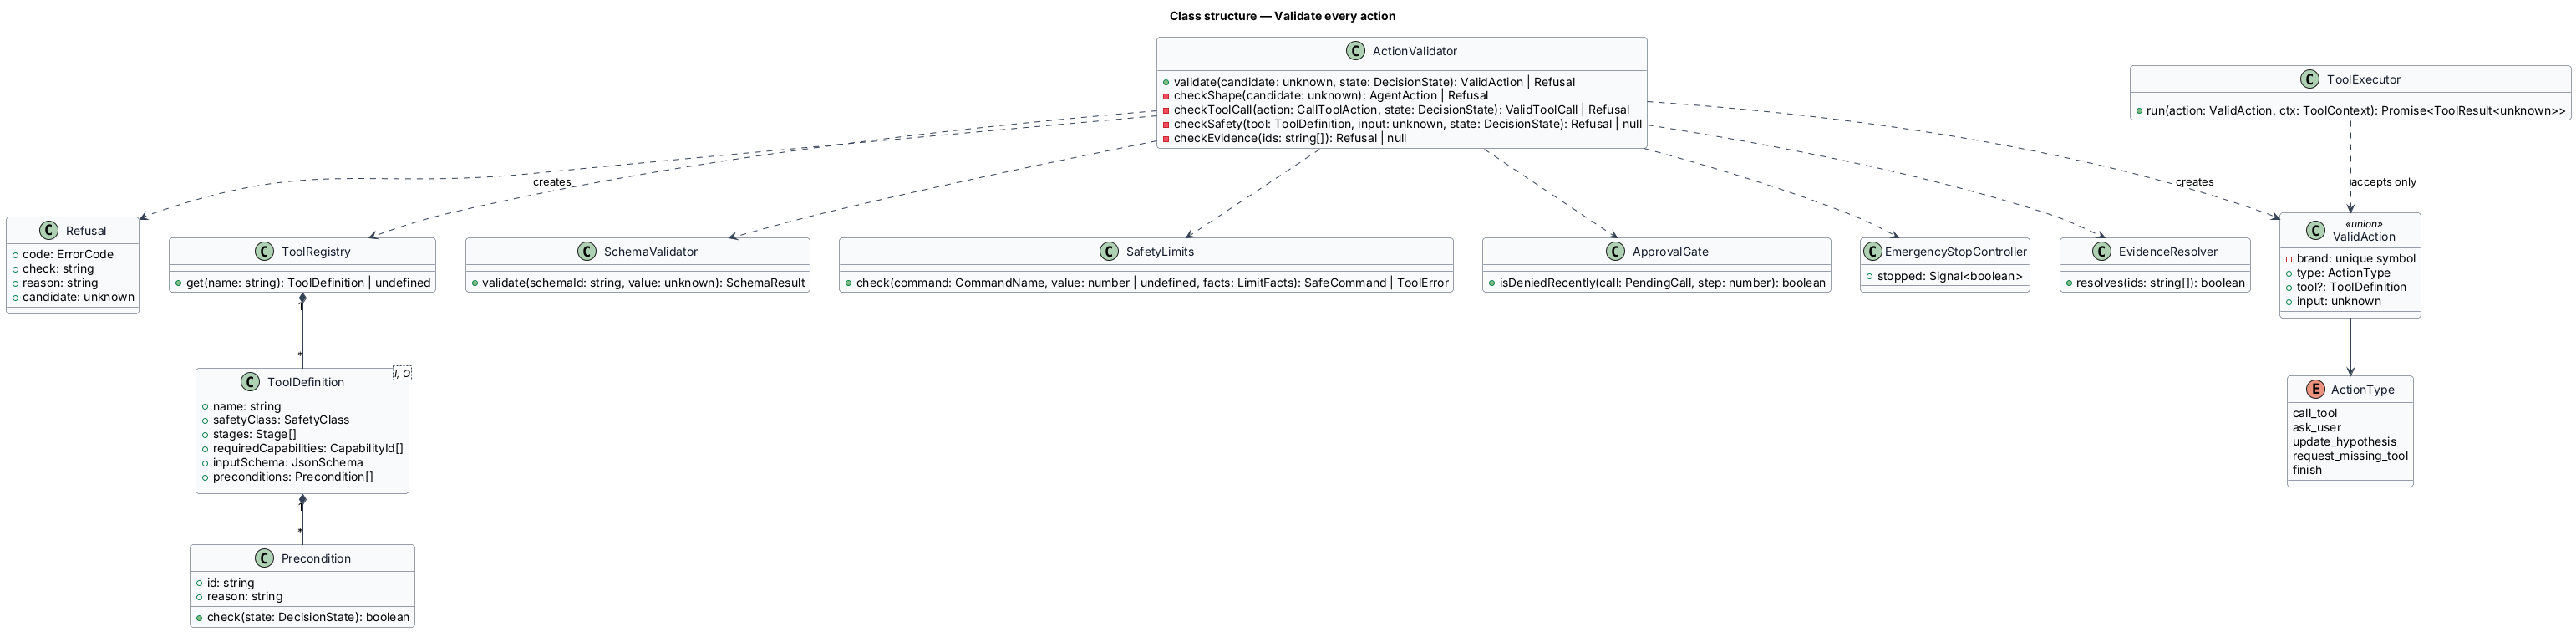 Class structure — Validate every action
C ActionValidator
validate(candidate: unknown, state: DecisionState): ValidAction | Refusal
checkShape(candidate: unknown): AgentAction | Refusal
checkToolCall(action: CallToolAction, state: DecisionState): ValidToolCall | Refusal
checkSafety(tool: ToolDefinition, input: unknown, state: DecisionState): Refusal | null
checkEvidence(ids: string[]): Refusal | null
C ToolExecutor
run(action: ValidAction, ctx: ToolContext): Promise<ToolResult<unknown>>
creates
creates
accepts only
C Refusal
code: ErrorCode
check: string
reason: string
candidate: unknown
C ToolRegistry
get(name: string): ToolDefinition | undefined
C SchemaValidator
validate(schemaId: string, value: unknown): SchemaResult
C SafetyLimits
check(command: CommandName, value: number | undefined, facts: LimitFacts): SafeCommand | ToolError
C ApprovalGate
isDeniedRecently(call: PendingCall, step: number): boolean
C EmergencyStopController
stopped: Signal<boolean>
C EvidenceResolver
resolves(ids: string[]): boolean
«union»
C ValidAction
brand: unique symbol
type: ActionType
tool?: ToolDefinition
input: unknown
1
*
C ToolDefinition
I, O
name: string
safetyClass: SafetyClass
stages: Stage[]
requiredCapabilities: CapabilityId[]
inputSchema: JsonSchema
preconditions: Precondition[]
E ActionType
call_tool
ask_user
update_hypothesis
request_missing_tool
finish
1
*
C Precondition
id: string
reason: string
check(state: DecisionState): boolean